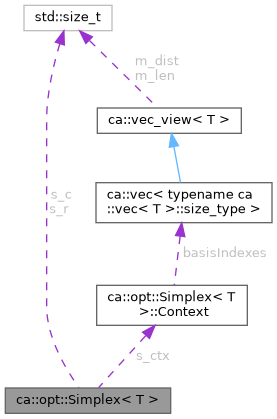 std::size_t
m_dist
m_len
ca::vec_view< T >
s_c
s_r
ca::vec< typename ca
::vec< T >::size_type >
basisIndexes
ca::opt::Simplex< T
>::Context
s_ctx
ca::opt::Simplex< T >